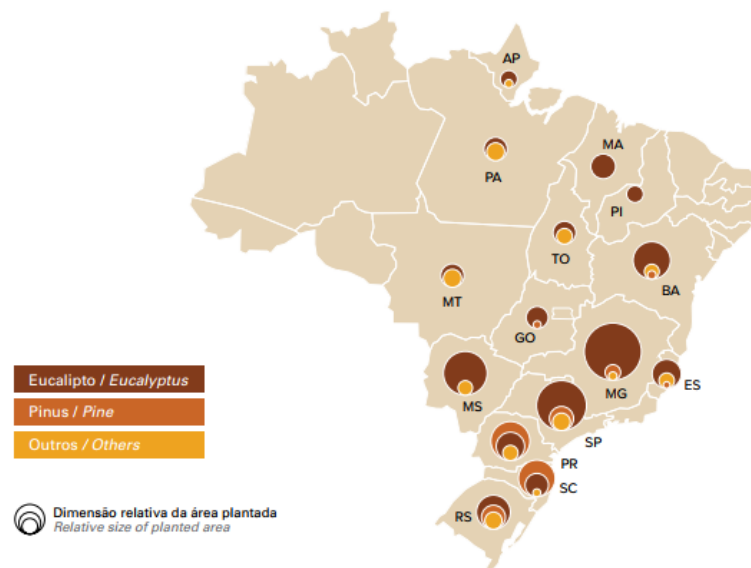 AP
MA
PA
PI
TO
BA
MT
GO
Eucalipto / Eucalyptus
ES
MG
Pinus / Pine
MS
SP
Outros / Others
PR
SC
Dimensão relativa da área plantada
RS
Relative size of planted area